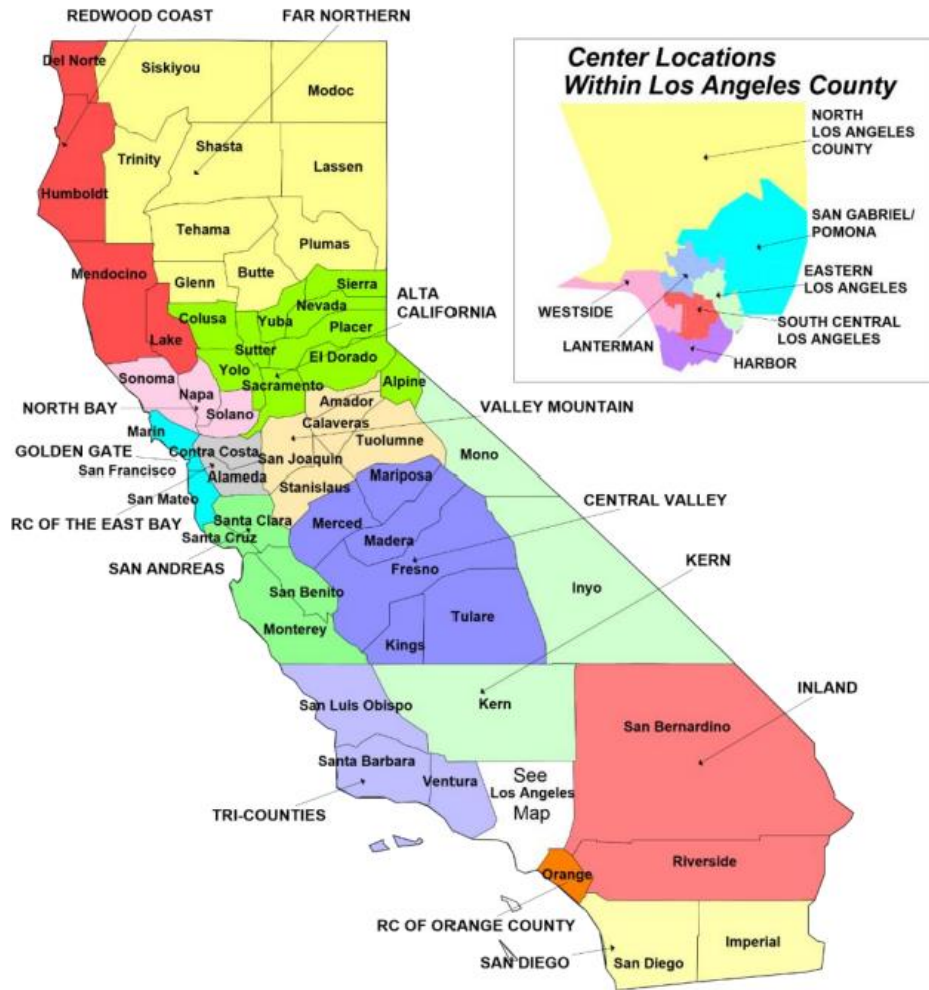 REDWOOD COAST
FAR NORTHERN
Del Norte
Siskiyou
Modoc
Trinity
Shasta
Lassen
Humboldt
Tehama
Plumas
Mendocino
Glenn
Butte
Sierra
Colusa
Yuba
Nevada
Placer
Lake
Sutter
Yolo
El Dorado
Sacramento
Alpine
ALTA
CALIFORNIA
Sonoma
Napa
Solano
Amador
Calaveras
NORTH BAY
VALLEY MOUNTAIN
Marin
Tuolumne
GOLDEN GATE
Contra Costa
San Joaquin
Mono
San Francisco
Alameda
Mariposa
San Mateo
Stanislaus
CENTRAL VALLEY
RC OF THE EAST BAY
Santa Clara
Merced
Santa Cruz
Madera
SAN ANDREAS
Fresno
KERN
San Benito
Inyo
Monterey
Kings
Tulare
INLAND
San Luis Obispo
Kern
San Bernardino
Santa Barbara
Ventura
See
Los Angeles
Map
TRI-COUNTIES
Orange
Riverside
RC OF ORANGE COUNTY
SAN DIEGO
San Diego
Imperial
Center Locations
Within Los Angeles County
NORTH
LOS ANGELES
COUNTY
SAN GABRIEL/
POMONA
EASTERN
LOS ANGELES
WESTSIDE
SOUTH CENTRAL
LOS ANGELES
LANTERMAN
HARBOR